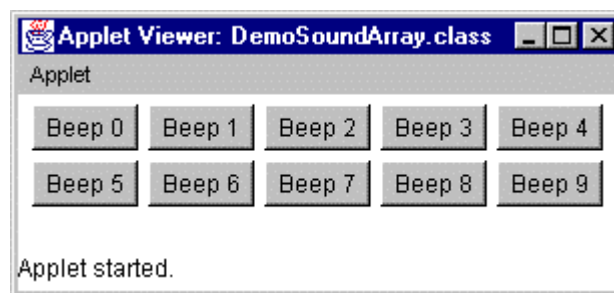 Applet Viewer: DemoSoundArray.class
Applet
Beep 0 Beep 1 Beep 2 Beep 3 Beep 4
Beep 5 Beep 6 Beep 7 Beep 8 Beep 9
Applet started.